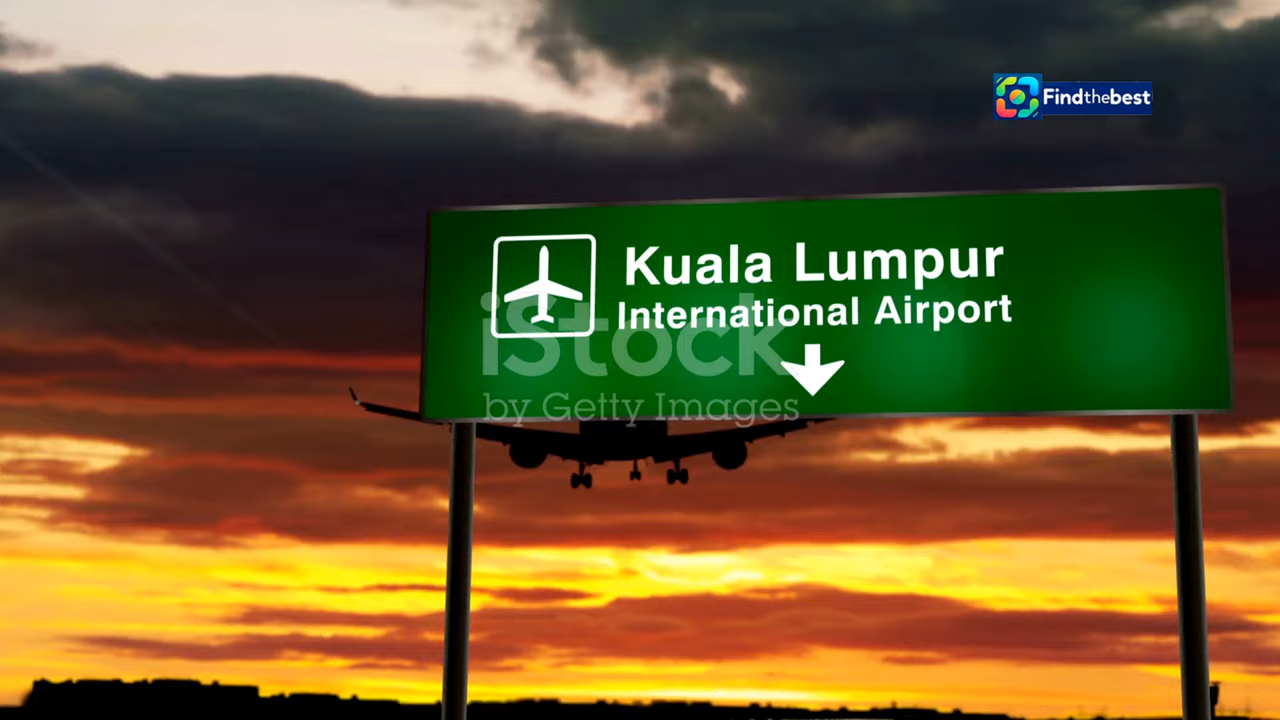 Findthebest
Kuala Lumpur
International Airport
iStock
by Getty Images